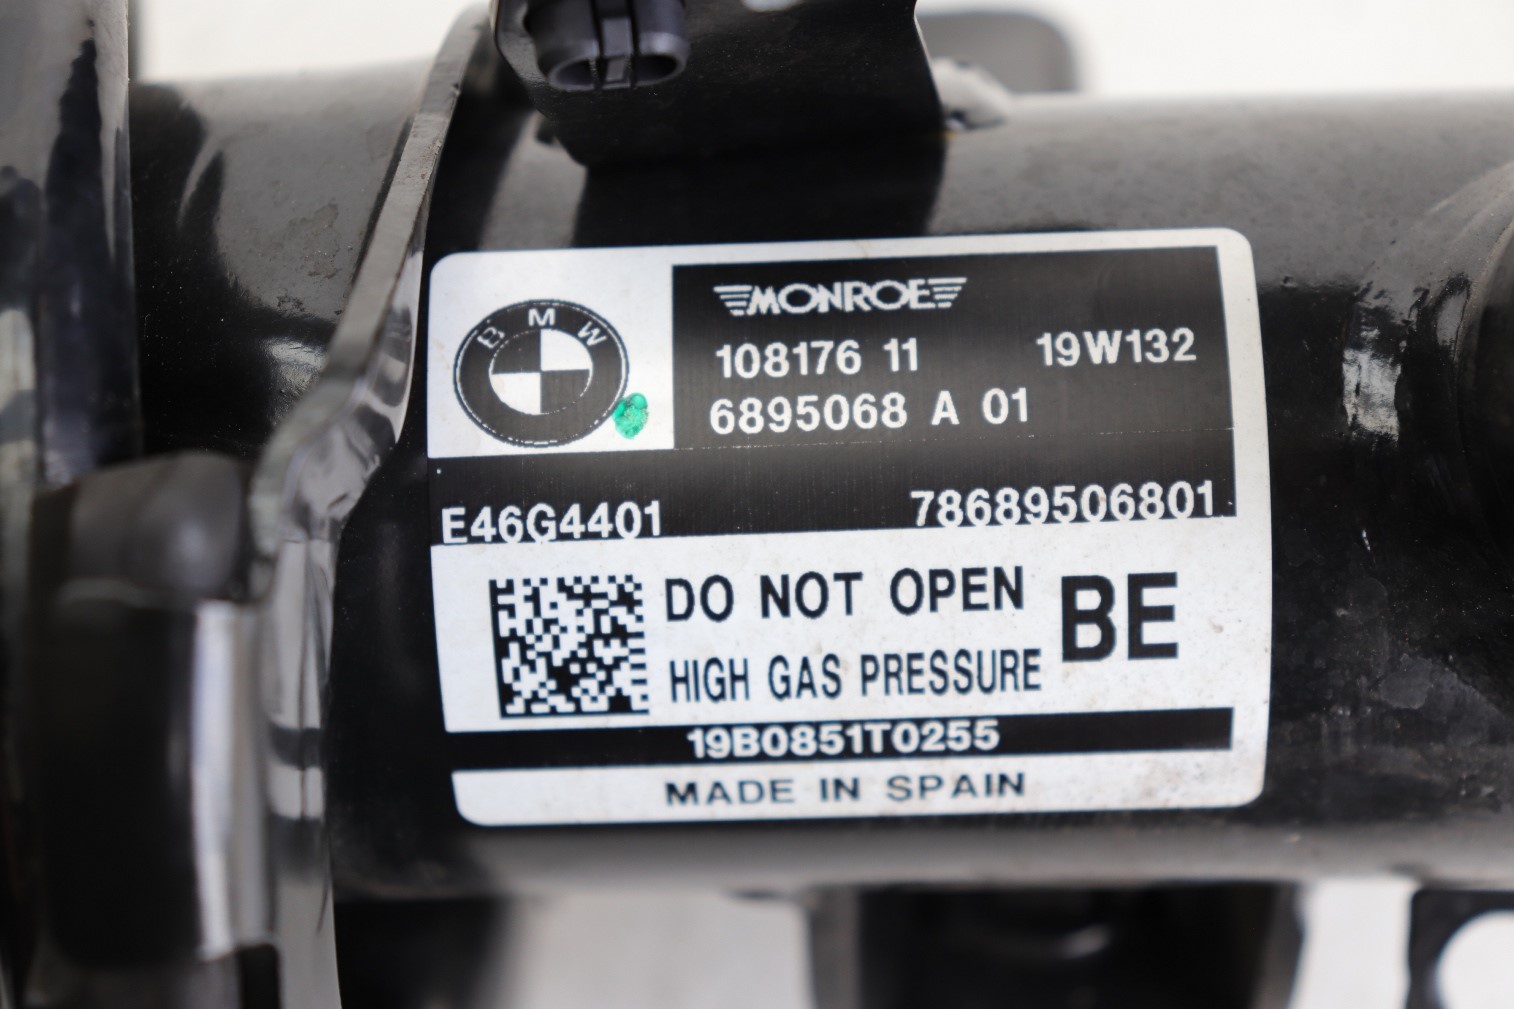 BMW
MONROE
108176 11 19W132
6895068 A 01
E46G4401 78689506801
DO NOT OPEN BE
HIGH GAS PRESSURE
19B0851T0255
MADE IN SPAIN